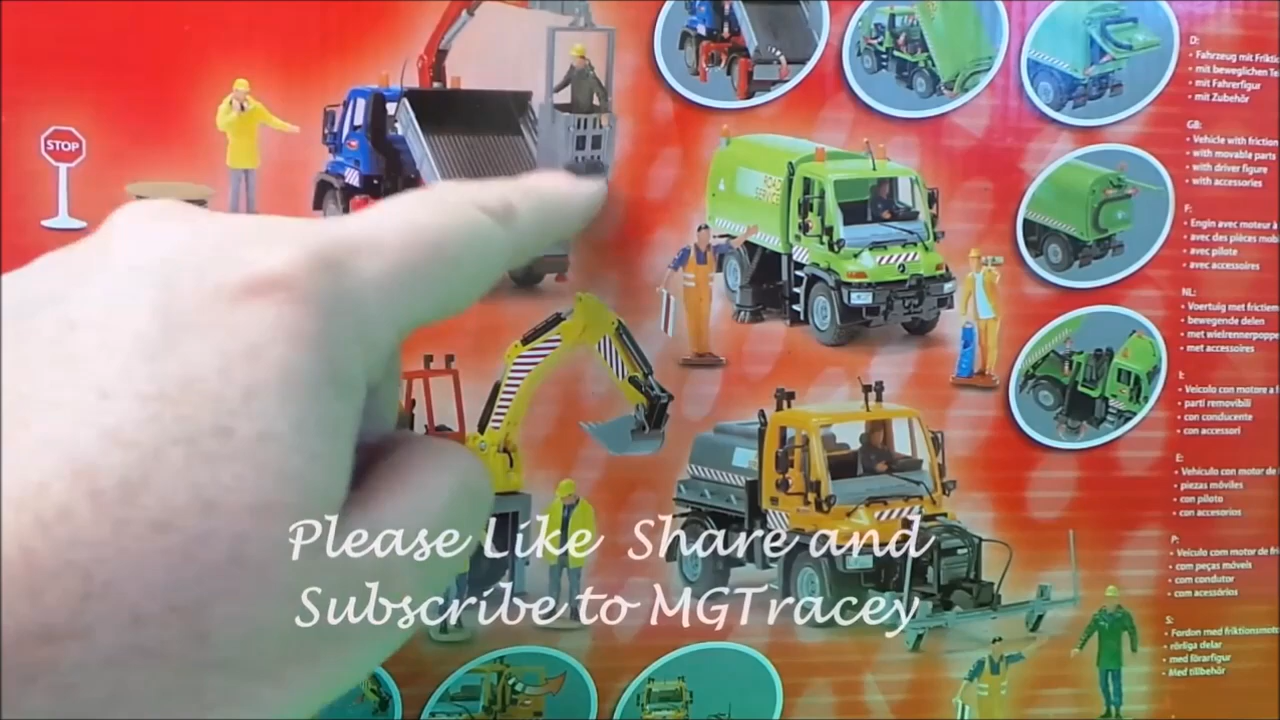 STOP
D:
• Fahrzeug mit Frikti
• mit beweglichen Te
• mit Fahrerfigur
• mit Zubehör
GB:
• Vehicle with friction
• with movable parts
• with driver figure
• with accessories
F:
• Engin avec moteur à
• avec des pièces mob
• avec pilote
• avec accessoires
NL:
• Voertuig met frictiem
• bewegende delen
• met wielrennerpoppe
• met accessoires
I:
• Veicolo con motore a f
• parti removibili
• con conducente
• con accessori
E:
• Vehículo con motor de
• piezas móviles
• con piloto
• con accesorios
P:
• Veículo com motor de fri
• com peças móveis
• com condutor
• com acessórios
S:
• Fordon med friktionsmoto
• rörliga delar
• med förarfigur
• Med tillbehör
Please Like Share and
Subscribe to MGTracey